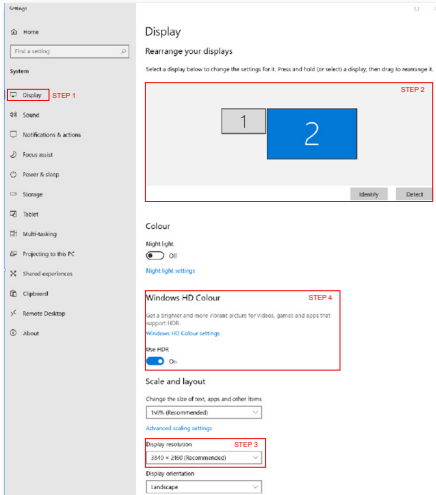 Settings
Home
Find a setting
System
Display STEP 1
Sound
Notifications & actions
Focus assist
Power & sleep
Storage
Tablet
Multi-tasking
Projecting to this PC
Shared experiences
Clipboard
Remote Desktop
About
Display
Rearrange your displays
Select a display below to change the settings for it. Press and hold (or select) a display, then drag to rearrange it.
STEP 2
1 2
Identify Detect
Colour
Night light
Off
Night light settings
Windows HD Colour STEP 4
Get a brighter and more vibrant picture for videos, games and apps that
support HDR.
Windows HD Colour settings
Use HDR
On
Scale and layout
Change the size of text, apps and other items
150% (Recommended)
Advanced scaling settings
Display resolution STEP 3
3840 × 2160 (Recommended)
Display orientation
Landscape